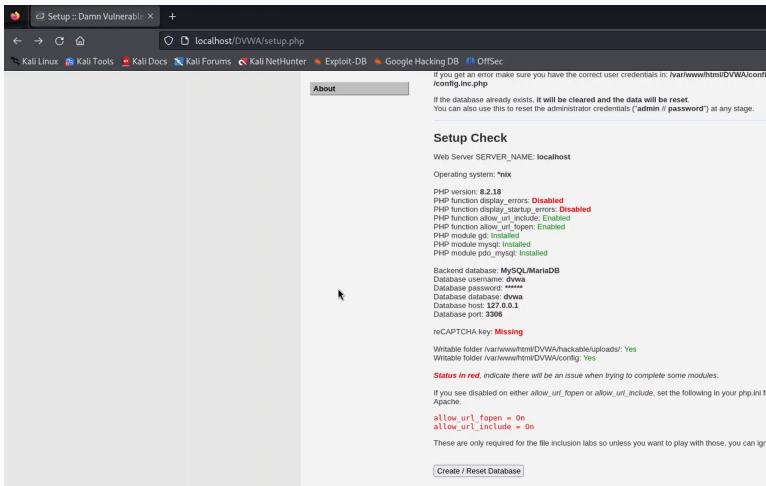 Setup :: Damn Vulnerable
localhost/DVWA/setup.php
Kali Linux Kali Tools Kali Docs Kali Forums Kali NetHunter Exploit-DB Google Hacking DB OffSec
If you get an error make sure you have the correct user credentials in: /var/www/html/DVWA/confi
/config.inc.php
About
If the database already exists, it will be cleared and the data will be reset.
You can also use this to reset the administrator credentials ("admin // password") at any stage.
Setup Check
Web Server SERVER_NAME: localhost
Operating system: *nix
PHP version: 8.2.18
PHP function display_errors: Disabled
PHP function display_startup_errors: Disabled
PHP function allow_url_include: Enabled
PHP function allow_url_fopen: Enabled
PHP module gd: Installed
PHP module mysql: Installed
PHP module pdo_mysql: Installed
Backend database: MySQL/MariaDB
Database username: dvwa
Database password: ******
Database database: dvwa
Database host: 127.0.0.1
Database port: 3306
reCAPTCHA key: Missing
Writable folder /var/www/html/DVWA/hackable/uploads/: Yes
Writable folder /var/www/html/DVWA/config: Yes
Status in red, indicate there will be an issue when trying to complete some modules.
If you see disabled on either allow_url_fopen or allow_url_include, set the following in your php.ini f
Apache.
allow_url_fopen = On
allow_url_include = On
These are only required for the file inclusion labs so unless you want to play with those, you can ign
Create / Reset Database